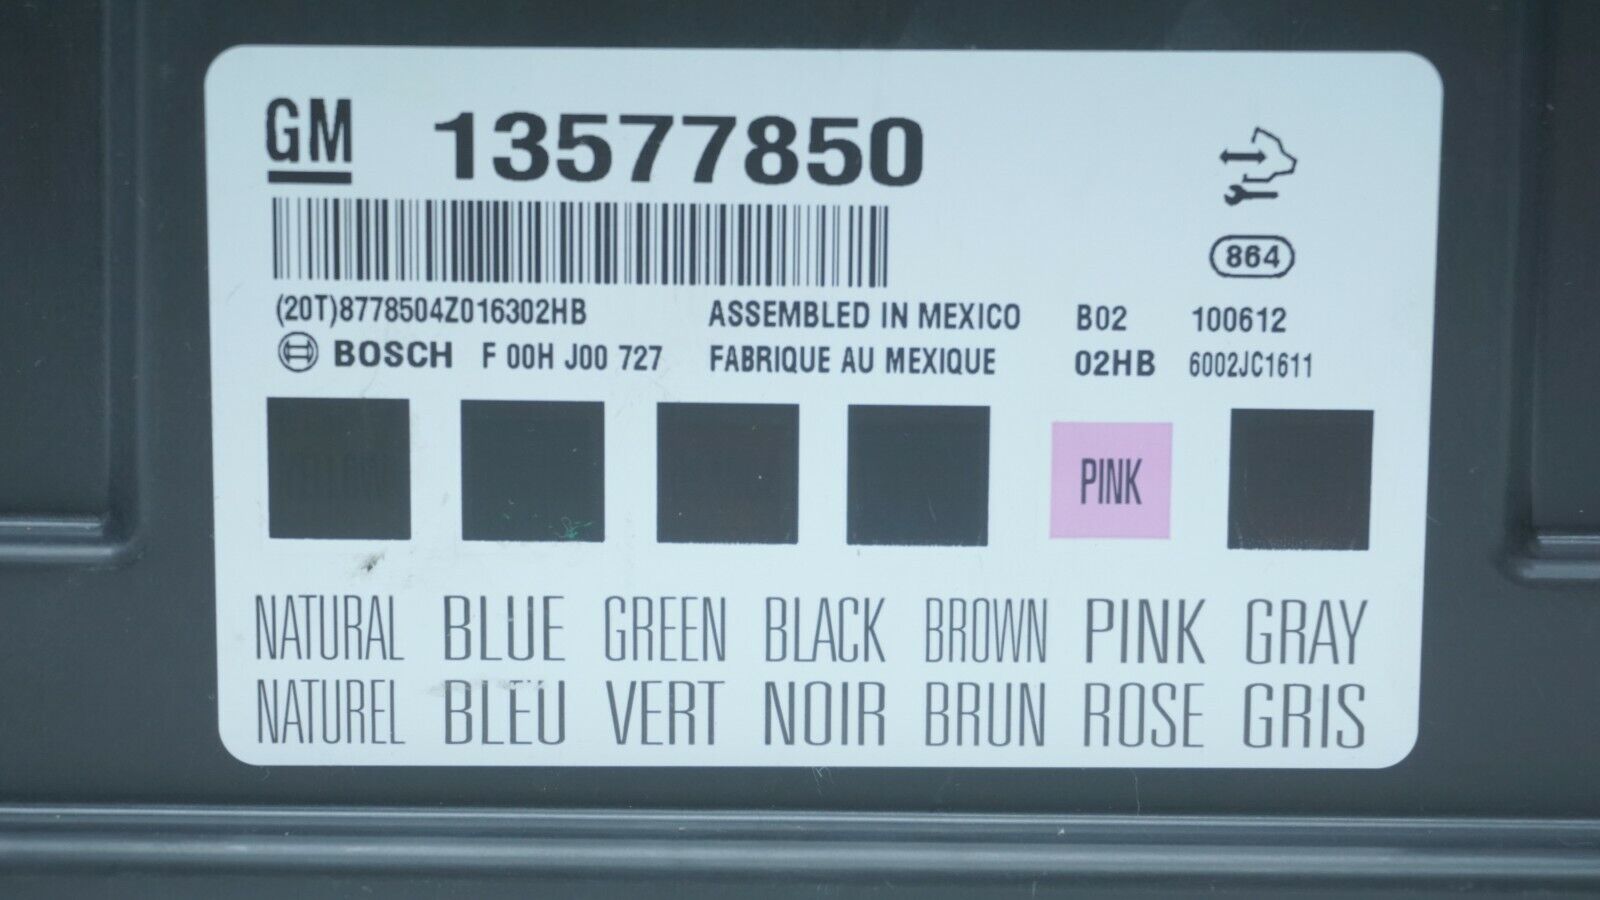 GM 13577850
864
(20T)8778504Z016302HB ASSEMBLED IN MEXICO B02 100612
BOSCH F 00H J00 727 FABRIQUE AU MEXIQUE 02HB 6002JC1611
PINK
NATURAL BLUE GREEN BLACK BROWN PINK GRAY
NATUREL BLEU VERT NOIR BRUN ROSE GRIS